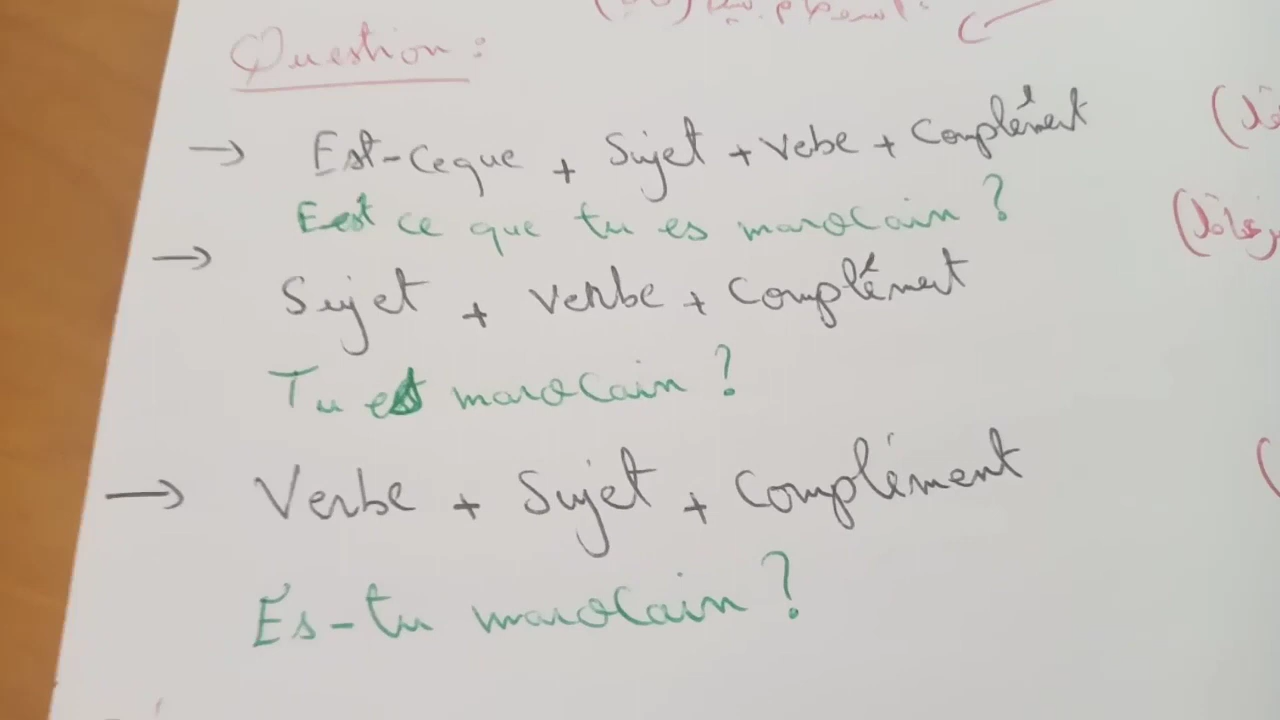 Question:
→ Est-ceque + Sujet + Vebe + Complément
Est ce que tu es marocain ?
→ Sujet + Verbe + Complément
Tu es marocain ?
→ Verbe + Sujet + Complément
Es-tu marocain ?